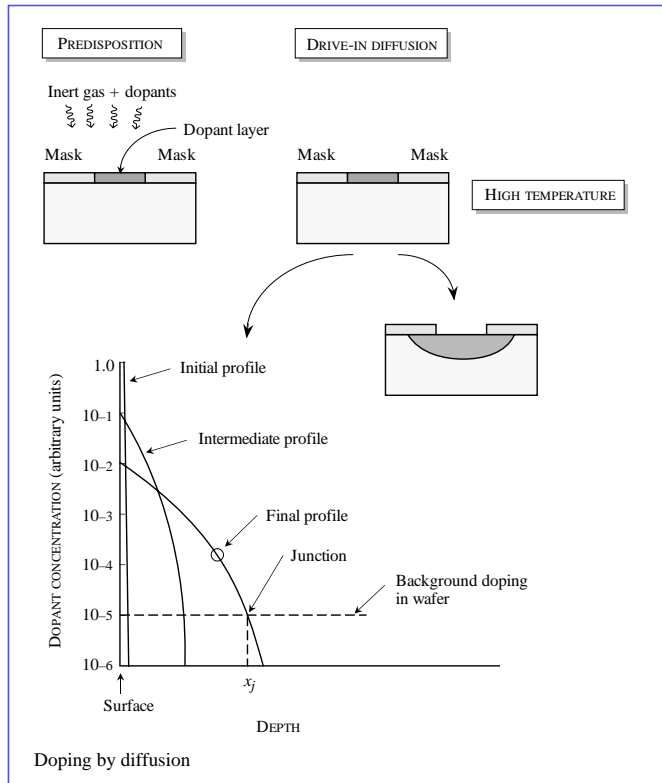 PREDISPOSITION
DRIVE-IN DIFFUSION
Inert gas + dopants
Dopant layer
Mask
Mask
Mask
Mask
HIGH TEMPERATURE
DOPANT CONCENTRATION (arbitrary units)
1.0
10–1
10–2
10–3
10–4
10–5
10–6
Initial profile
Intermediate profile
Final profile
Junction
Background doping
in wafer
xj
Surface
DEPTH
Doping by diffusion